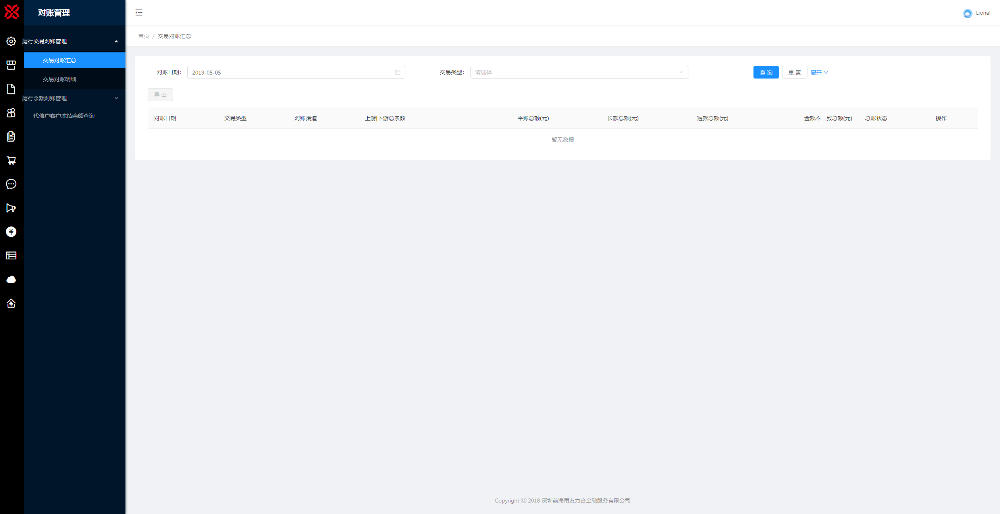 对账管理
Lionel
首页 / 交易对账汇总
厦行交易对账管理
交易对账汇总
交易对账明细
厦行余额对账管理
代偿户客户冻结余额查询
对账日期: 2019-05-05 交易类型: 请选择 查 询 重 置 展开
导 出
对账日期 交易类型 对账渠道 上游|下游总条数 平账总额(元) 长款总额(元) 短款总额(元) 金额不一致总额(元) 总账状态 操作
暂无数据
Copyright © 2018 深圳前海用友力合金融服务有限公司